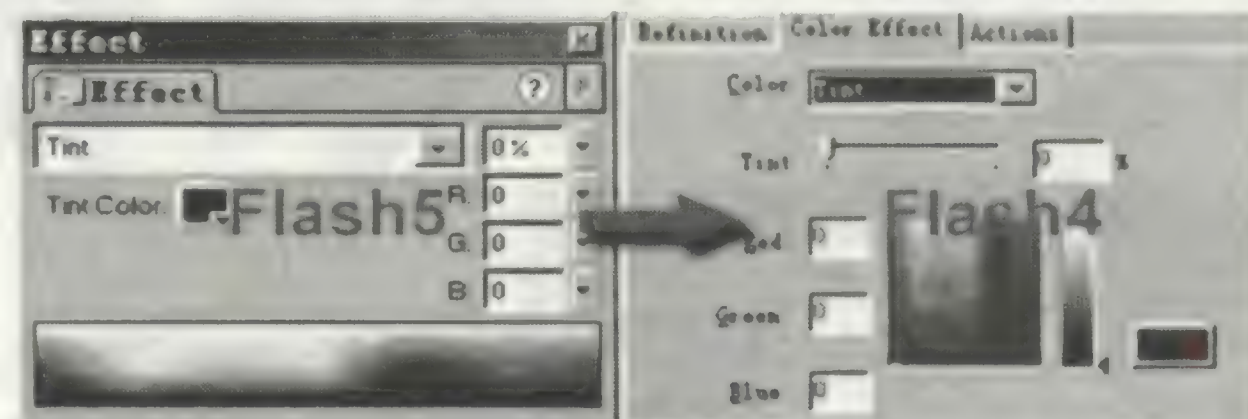 Effect
Effect
?
Tint
0 %
Tint Color.
R. 0
G. 0
B 0
Flash5
Definition
Color Effect
Actions
Color
Tint
Tint
0
%
Red
0
Flash4
Green
0
Blue
0